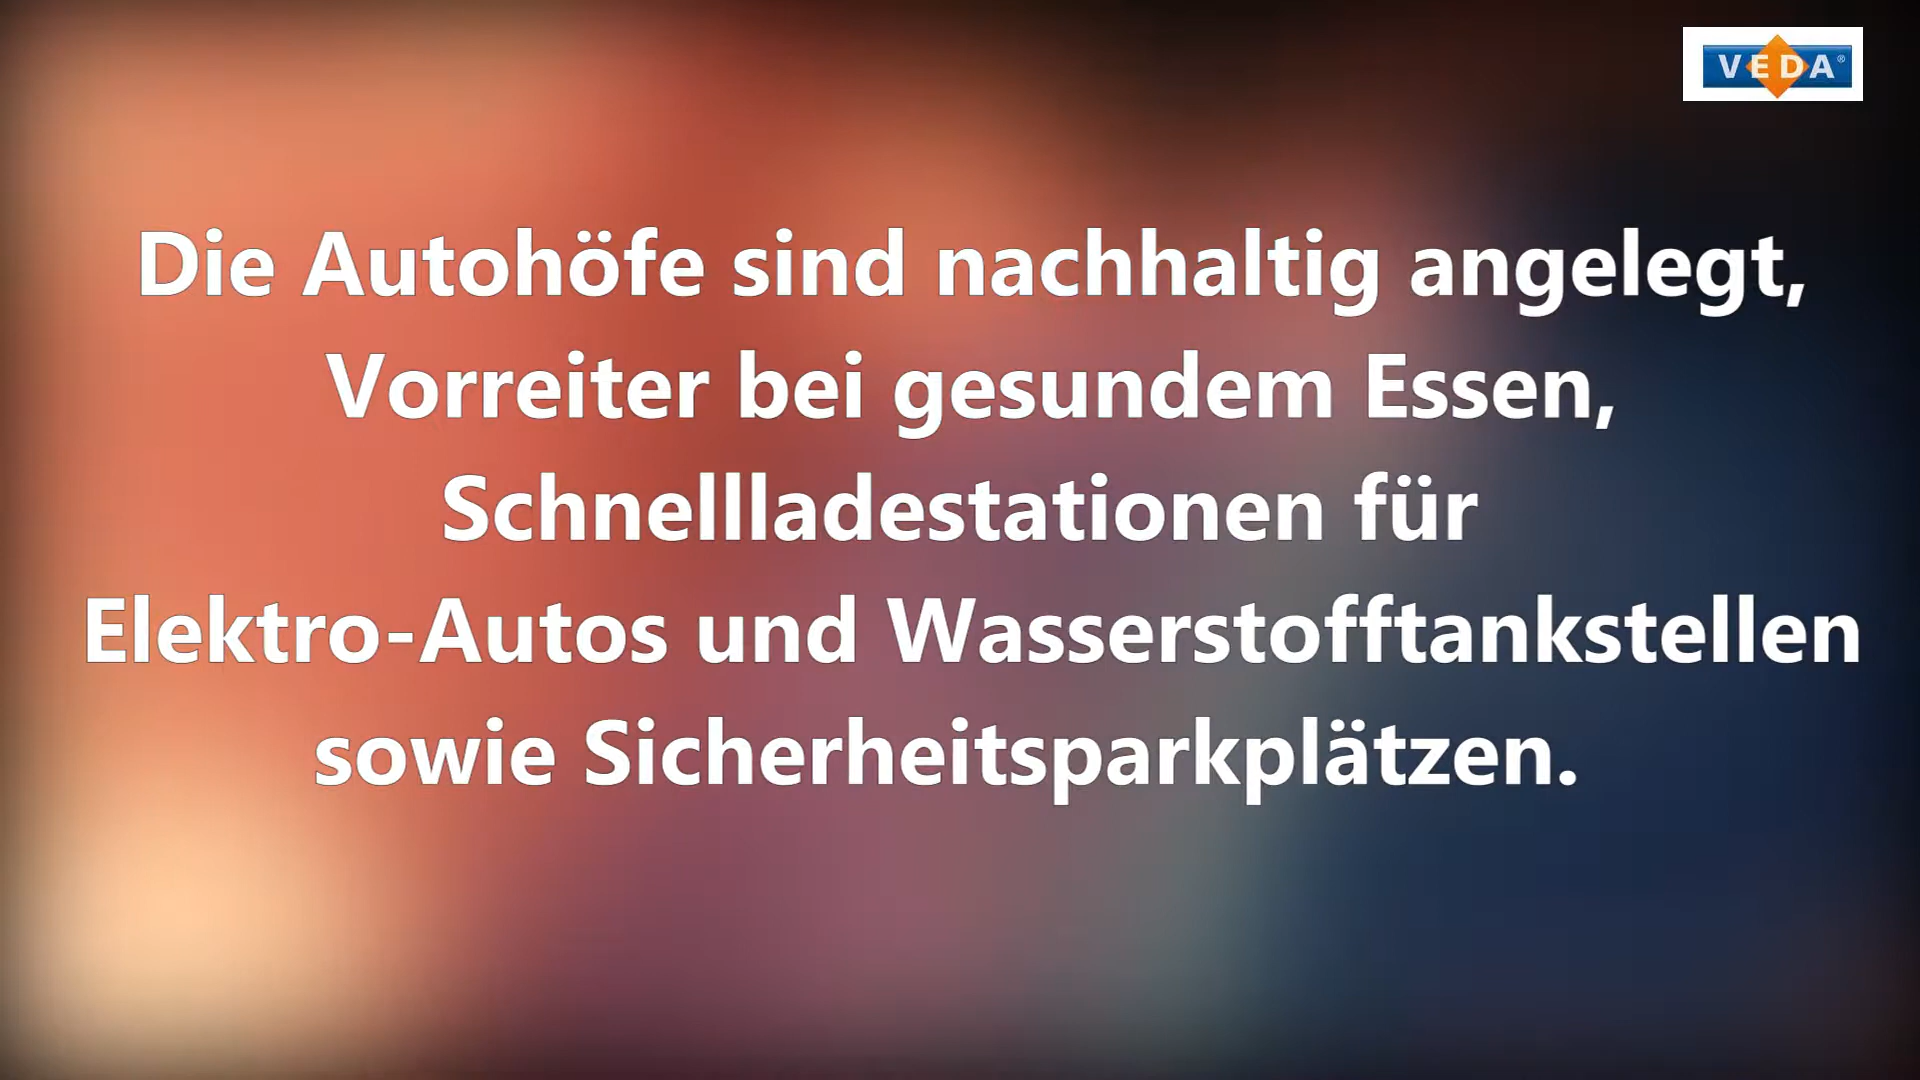 VEDA®
Die Autohöfe sind nachhaltig angelegt,
Vorreiter bei gesundem Essen,
Schnellladestationen für
Elektro-Autos und Wasserstofftankstellen
sowie Sicherheitsparkplätzen.